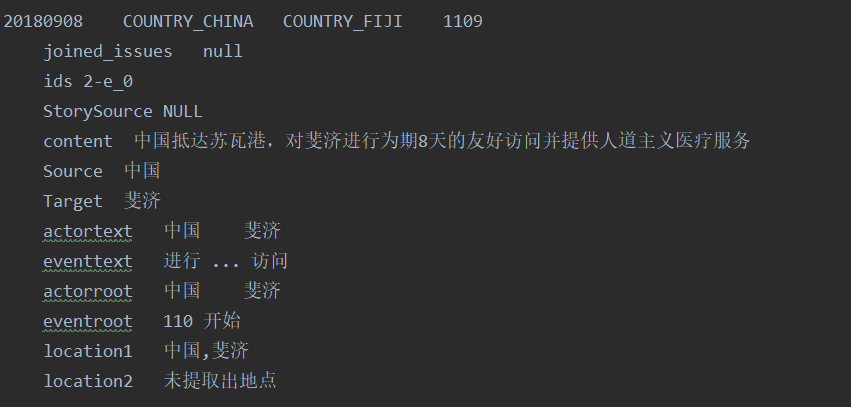 20180908    COUNTRY_CHINA   COUNTRY_FIJI    1109
joined_issues   null
ids 2-e_0
StorySource NULL
content  中国抵达苏瓦港，对斐济进行为期8天的友好访问并提供人道主义医疗服务
Source  中国
Target  斐济
actortext   中国    斐济
eventtext   进行 ... 访问
actorroot   中国    斐济
eventroot   110 开始
location1   中国,斐济
location2   未提取出地点